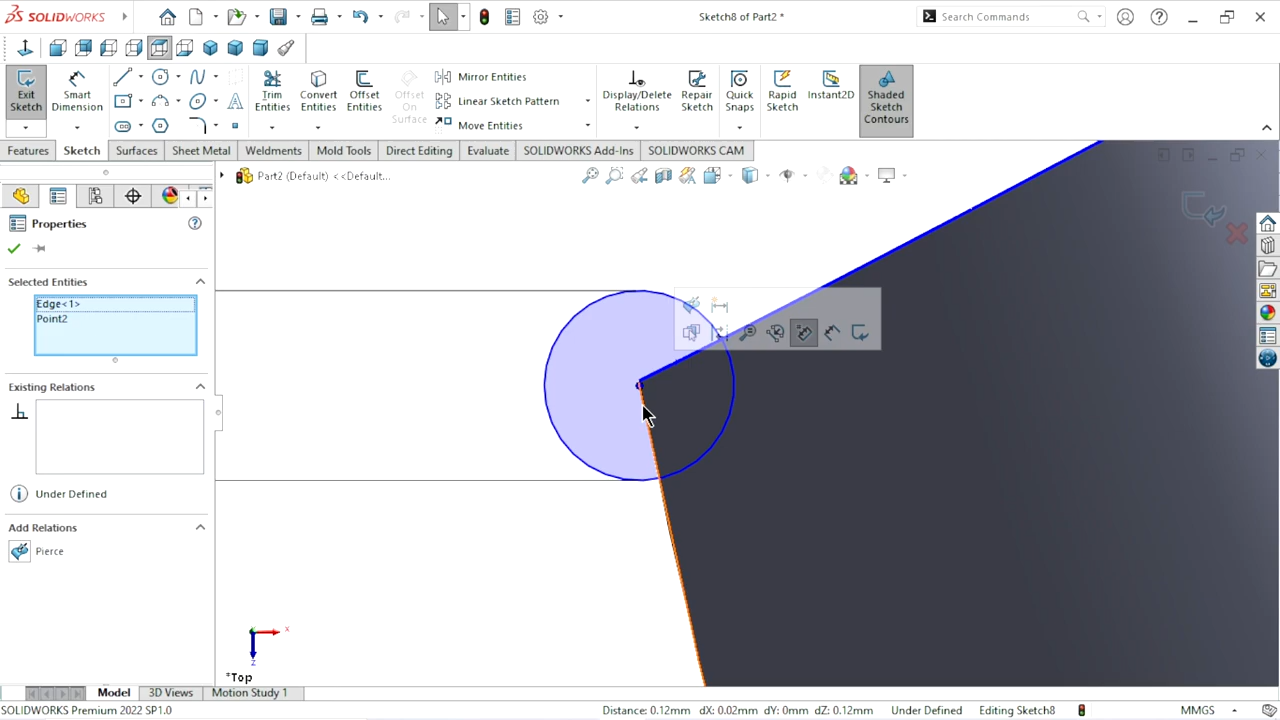 SOLIDWORKS
Sketch8 of Part2 *
Search Commands
Exit Sketch
Smart Dimension
Trim Entities
Convert Entities
Offset Entities
Offset On Surface
Mirror Entities
Linear Sketch Pattern
Move Entities
Display/Delete Relations
Repair Sketch
Quick Snaps
Rapid Sketch
Instant2D
Shaded Sketch Contours
Features
Sketch
Surfaces
Sheet Metal
Weldments
Mold Tools
Direct Editing
Evaluate
SOLIDWORKS Add-Ins
SOLIDWORKS CAM
Part2 (Default) <<Default...
Properties
Selected Entities
Edge<1>
Point2
Existing Relations
Under Defined
Add Relations
Pierce
x
z
*Top
Model
3D Views
Motion Study 1
SOLIDWORKS Premium 2022 SP1.0
Distance: 0.12mm dX: 0.02mm dY: 0mm dZ: 0.12mm
Under Defined
Editing Sketch8
MMGS